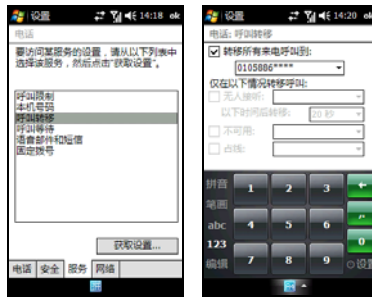 设置 14:18 ok
电话
要访问某服务的设置，请从以下列表中
选择该服务，然后点击"获取设置"。
呼叫限制
本机号码
呼叫转移
呼叫等待
语音邮件和短信
固定拨号
获取设置...
电话 安全 服务 网络
设置 14:20 ok
电话: 呼叫转移
转移所有来电呼叫到:
0105886****
仅在以下情况转移呼叫:
无人接听:
以下时间后转移: 20 秒
不可用:
占线:
拼音 1 2 3
笔画
abc 4 5 6
123 0
编辑 7 8 9 设置